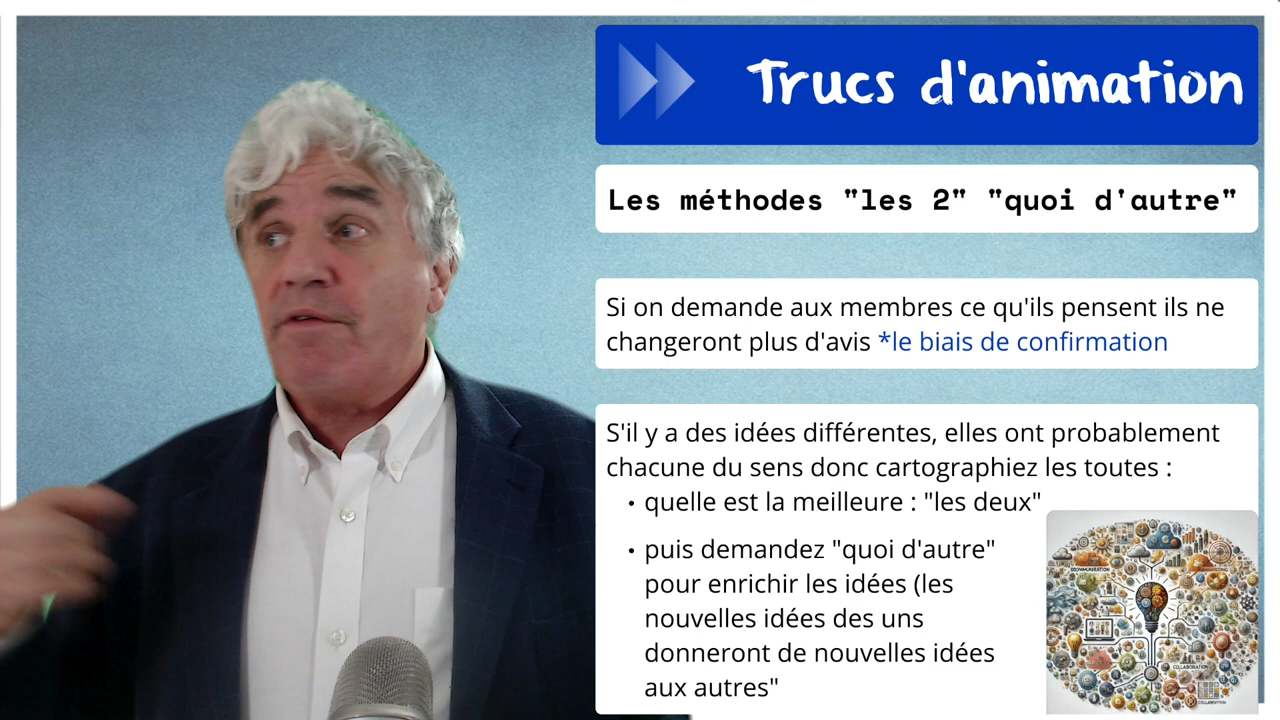 Trucs d'animation
Les méthodes "les 2" "quoi d'autre"
Si on demande aux membres ce qu'ils pensent ils ne
changeront plus d'avis *le biais de confirmation
S'il y a des idées différentes, elles ont probablement
chacune du sens donc cartographiez les toutes :
• quelle est la meilleure : "les deux"
• puis demandez "quoi d'autre"
pour enrichir les idées (les
nouvelles idées des uns
donneront de nouvelles idées
aux autres"